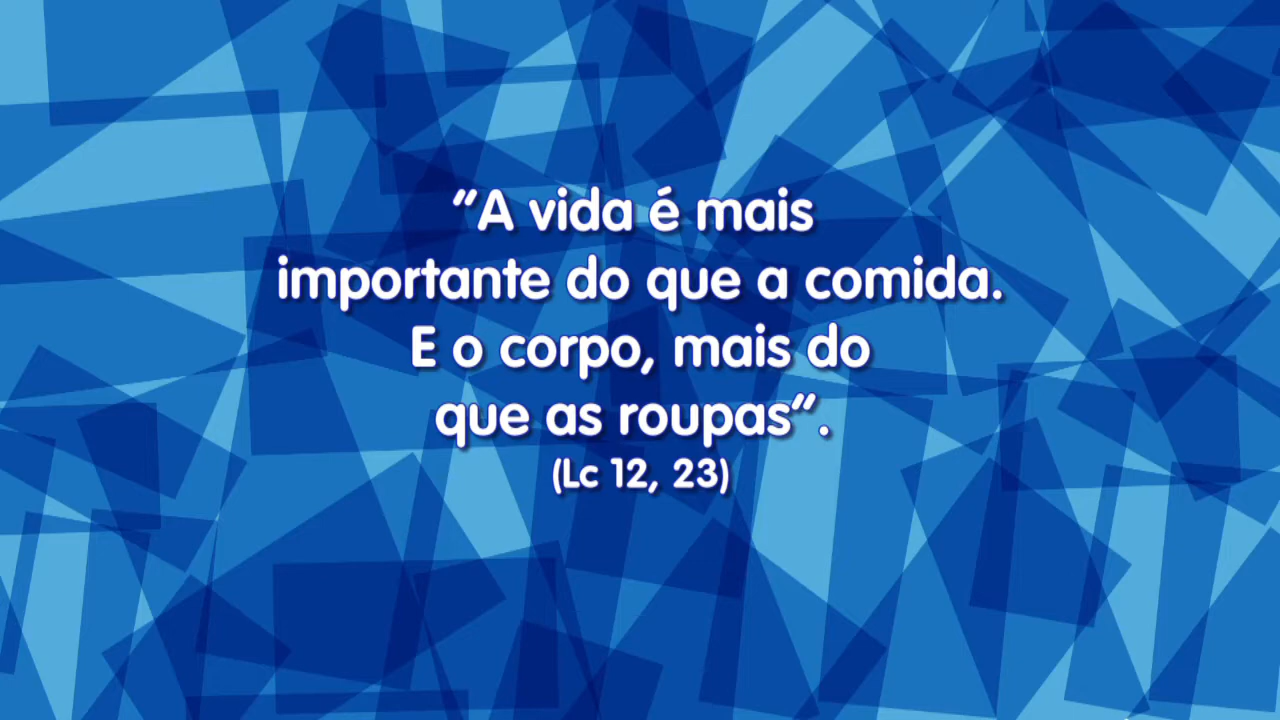 “A vida é mais
importante do que a comida.
E o corpo, mais do
que as roupas”.
(Lc 12, 23)